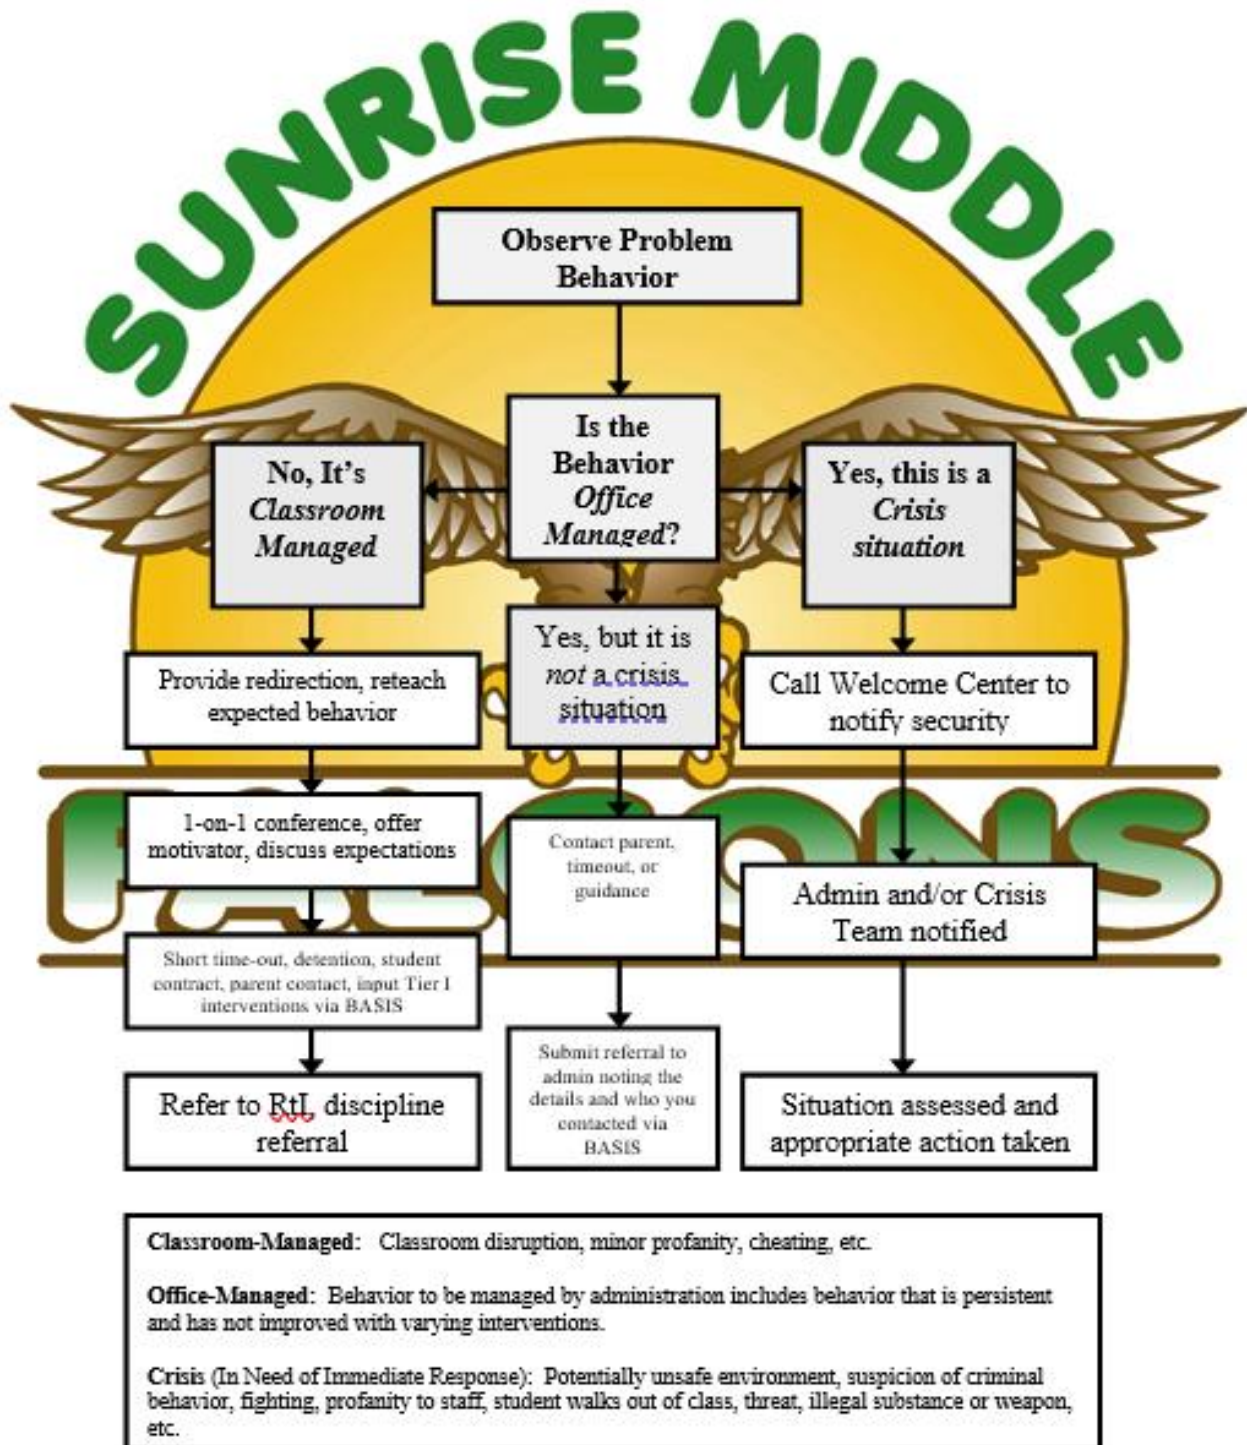 SUNRISE MIDDLE
Observe Problem
Behavior
Is the
Behavior
Office
Managed?
No, It's
Classroom
Managed
Yes, this is a
Crisis
situation
Yes, but it is
not a crisis
situation
Provide redirection, reteach
expected behavior
Call Welcome Center to
notify security
FALCONS
1-on-1 conference, offer
motivator, discuss expectations
Contact parent,
timeout, or
guidance
Admin and/or Crisis
Team notified
Short time-out, detention, student
contract, parent contact, input Tier I
interventions via BASIS
Submit referral to
admin noting the
details and who you
contacted via
BASIS
Refer to RtI, discipline
referral
Situation assessed and
appropriate action taken
Classroom-Managed: Classroom disruption, minor profanity, cheating, etc.
Office-Managed: Behavior to be managed by administration includes behavior that is persistent
and has not improved with varying interventions.
Crisis (In Need of Immediate Response): Potentially unsafe environment, suspicion of criminal
behavior, fighting, profanity to staff, student walks out of class, threat, illegal substance or weapon,
etc.